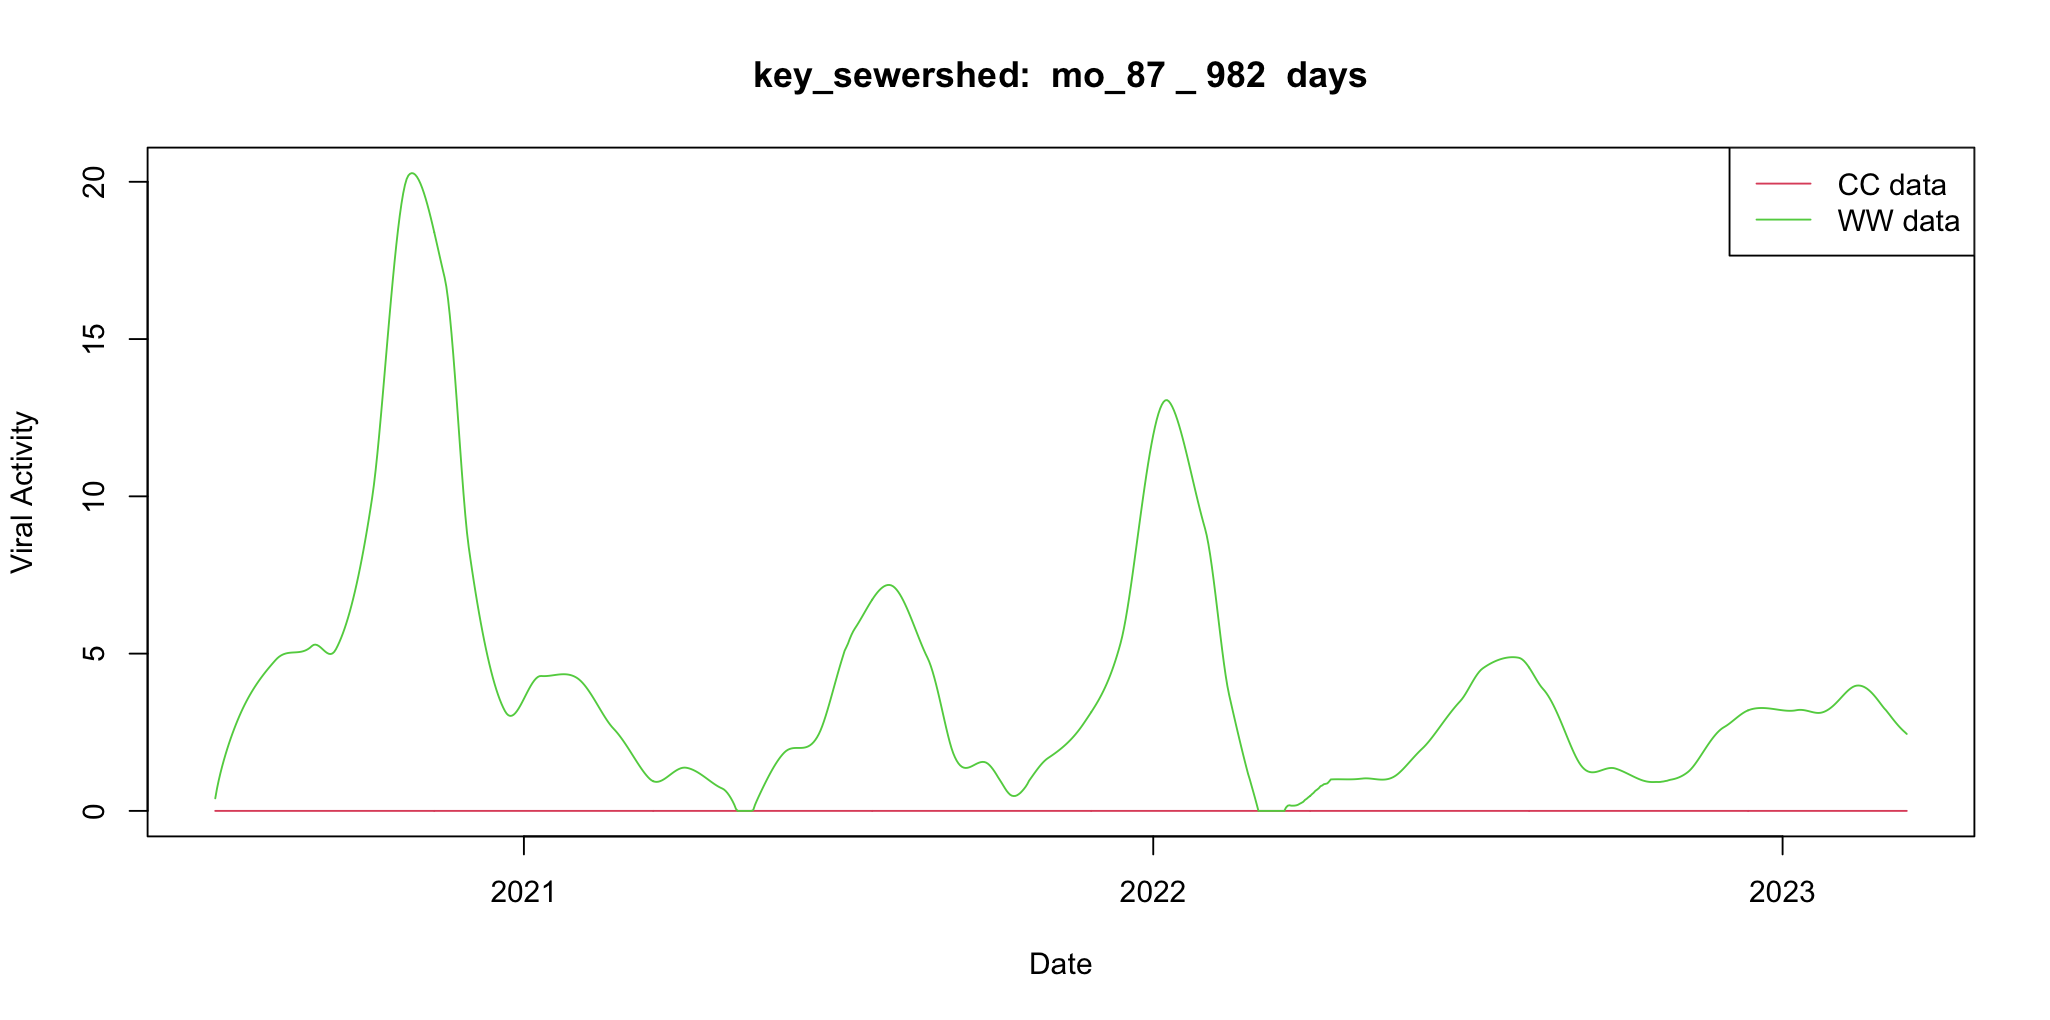 key_sewershed:  mo_87 _ 982  days
CC data
WW data
20
15
10
5
0
Viral Activity
2021
2022
2023
Date